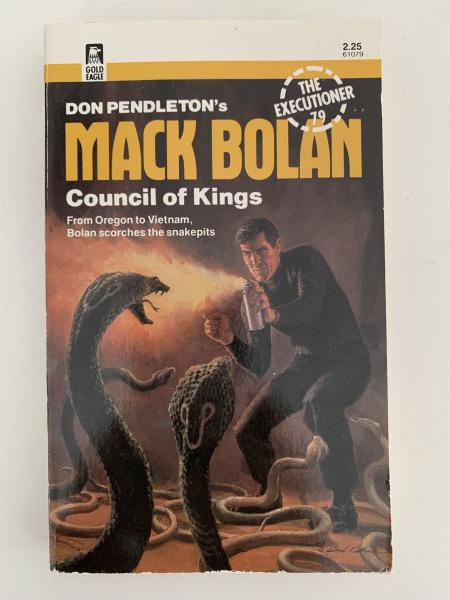 GOLD
EAGLE
2.25
61079
DON PENDLETON's
THE
EXECUTIONER
79
MACK BOLAN
Council of Kings
From Oregon to Vietnam,
Bolan scorches the snakepits